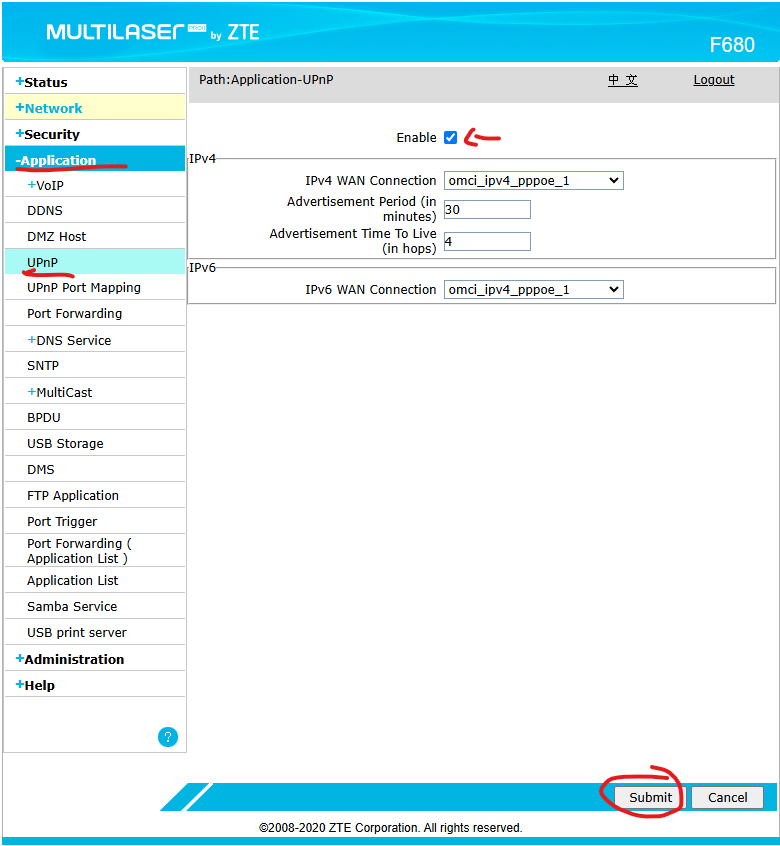 MULTILASER PRO by ZTE
F680
+Status
+Network
+Security
-Application
+VoIP
DDNS
DMZ Host
UPnP
UPnP Port Mapping
Port Forwarding
+DNS Service
SNTP
+MultiCast
BPDU
USB Storage
DMS
FTP Application
Port Trigger
Port Forwarding (
Application List )
Application List
Samba Service
USB print server
+Administration
+Help
?
Path:Application-UPnP
中 文
Logout
Enable
IPv4
IPv4 WAN Connection omci_ipv4_pppoe_1
Advertisement Period (in
minutes) 30
Advertisement Time To Live
(in hops) 4
IPv6
IPv6 WAN Connection omci_ipv4_pppoe_1
Submit
Cancel
©2008-2020 ZTE Corporation. All rights reserved.